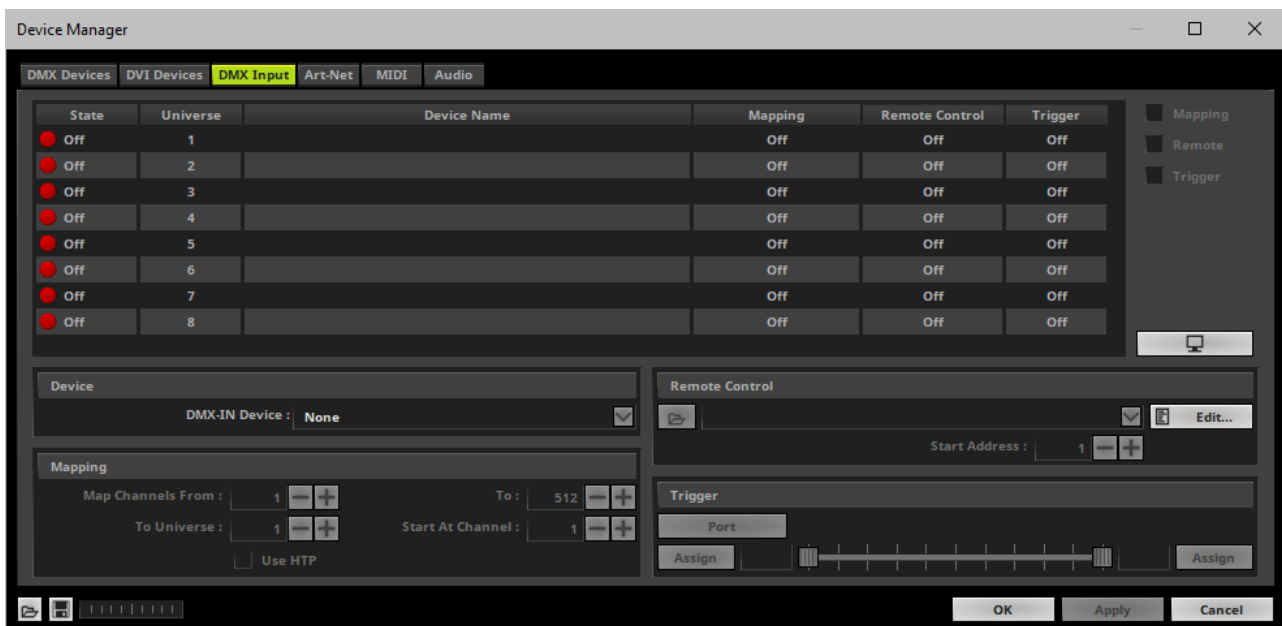 Device Manager
DMX Devices DVI Devices DMX Input Art-Net MIDI Audio
State Universe Device Name Mapping Remote Control Trigger
Off 1 Off Off Off
Off 2 Off Off Off
Off 3 Off Off Off
Off 4 Off Off Off
Off 5 Off Off Off
Off 6 Off Off Off
Off 7 Off Off Off
Off 8 Off Off Off
Mapping
Remote
Trigger
Device
DMX-IN Device : None
Mapping
Map Channels From : 1 To : 512
To Universe : 1 Start At Channel : 1
Use HTP
Remote Control
Edit...
Start Address : 1
Trigger
Port
Assign Assign
OK Apply Cancel